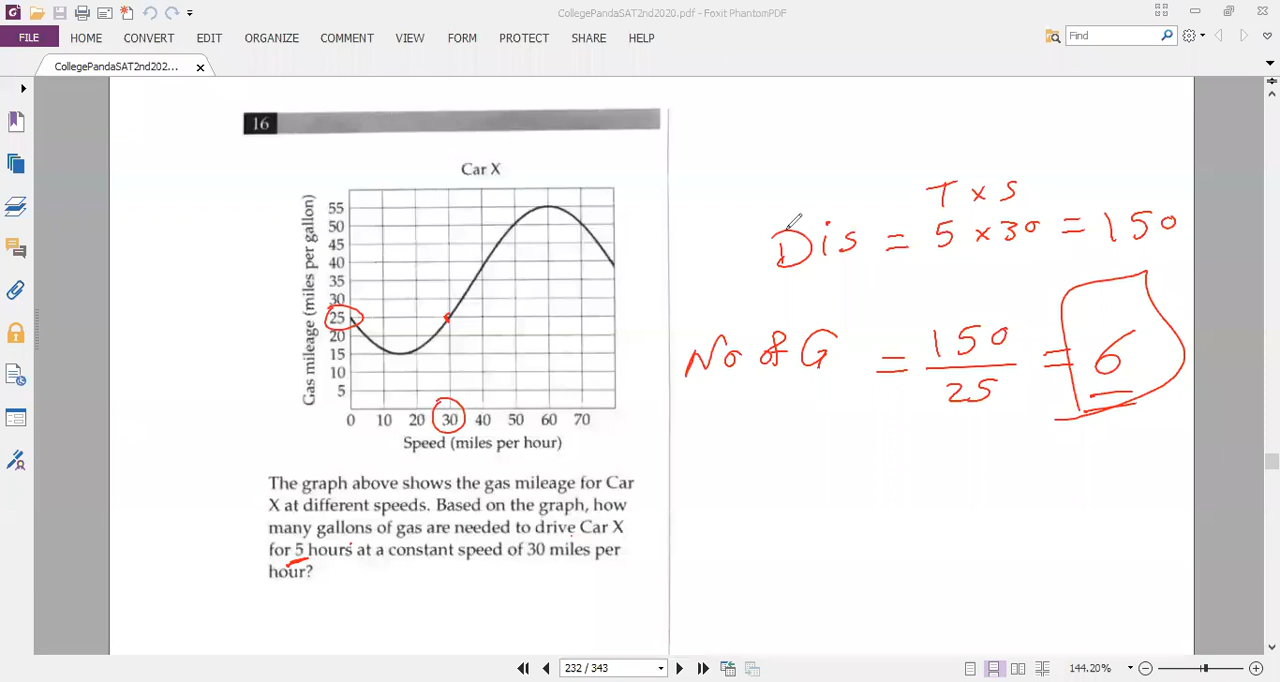 CollegePandaSAT2nd2020.pdf - Foxit PhantomPDF
FILE HOME CONVERT EDIT ORGANIZE COMMENT VIEW FORM PROTECT SHARE HELP
Find
CollegePandaSAT2nd202...
16
Car X
Gas mileage (miles per gallon)
55
50
45
40
35
30
25
20
15
10
5
0 10 20 30 40 50 60 70
Speed (miles per hour)
The graph above shows the gas mileage for Car
X at different speeds. Based on the graph, how
many gallons of gas are needed to drive Car X
for 5 hours at a constant speed of 30 miles per
hour?
T x S
Dis = 5 x 30 = 150
No of G = 150/25 = 6
232 / 343
144.20%